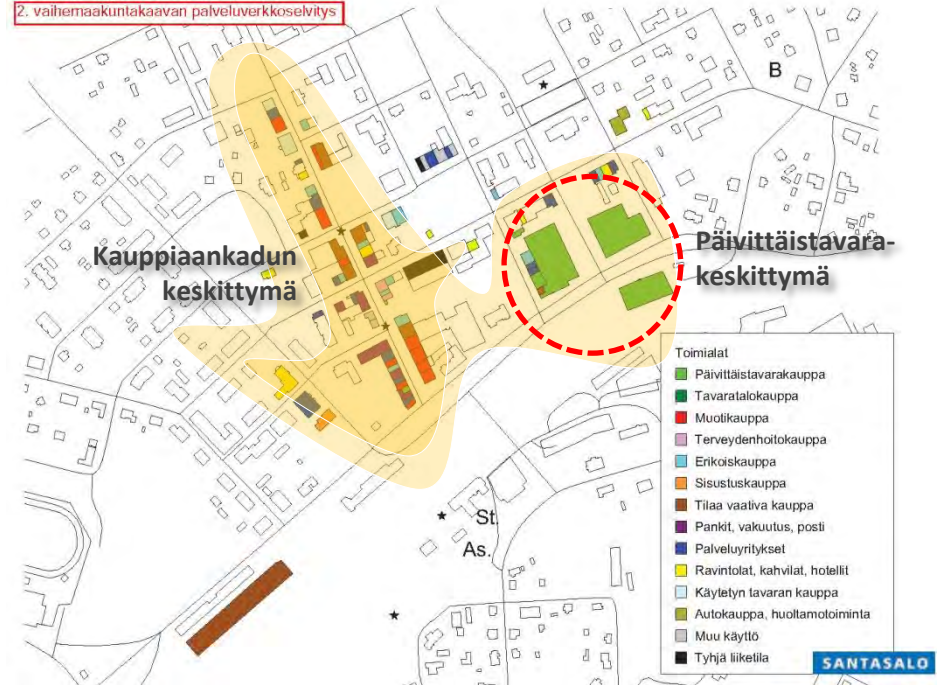 2. vaihemaakuntakaavan palveluverkkoselvitys
B
Kauppiaankadun
keskittymä
Päivittäistavara-
keskittymä
St.
As.
Toimialat
Päivittäistavarakauppa
Tavaratalokauppa
Muotikauppa
Terveydenhoitokauppa
Erikoiskauppa
Sisustuskauppa
Tilaa vaativa kauppa
Pankit, vakuutus, posti
Palveluyritykset
Ravintolat, kahvilat, hotellit
Käytetyn tavaran kauppa
Autokauppa, huoltamotoiminta
Muu käyttö
Tyhjä liiketila
SANTASALO